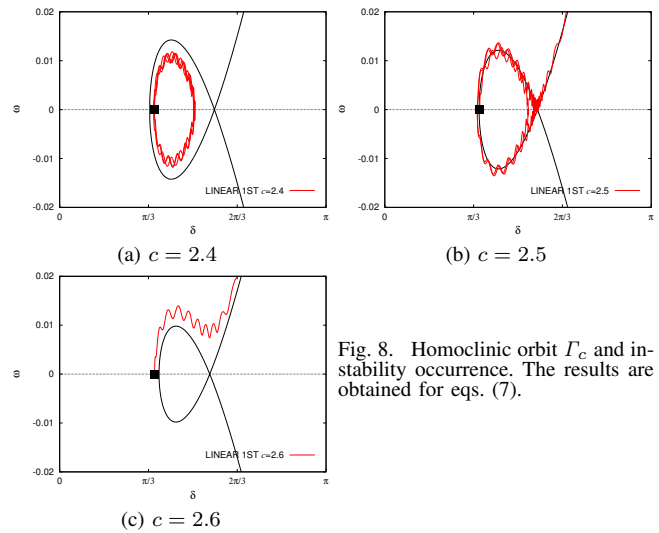 0.02
0.01
0
-0.01
-0.02
ω
LINEAR 1ST c=2.4
0
π/3
2π/3
π
δ
(a) c = 2.4
0.02
0.01
0
-0.01
-0.02
ω
LINEAR 1ST c=2.5
0
π/3
2π/3
π
δ
(b) c = 2.5
0.02
0.01
0
-0.01
-0.02
ω
LINEAR 1ST c=2.6
0
π/3
2π/3
π
δ
(c) c = 2.6
Fig. 8. Homoclinic orbit Γc and in-
stability occurrence. The results are
obtained for eqs. (7).